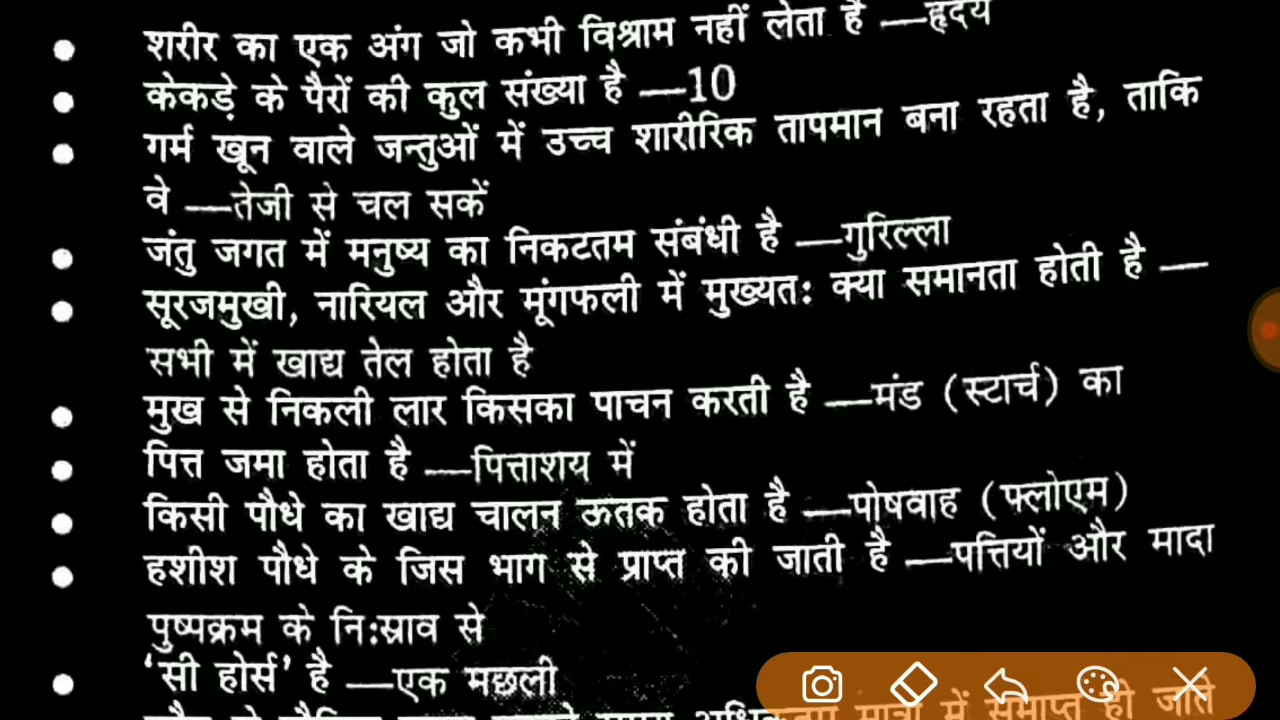 ● शरीर का एक अंग जो कभी विश्राम नहीं लेता है —हृदय
● केकड़े के पैरों की कुल संख्या है —10
● गर्म खून वाले जन्तुओं में उच्च शारीरिक तापमान बना रहता है, ताकि
वे —तेजी से चल सकें
● जंतु जगत में मनुष्य का निकटतम संबंधी है —गुरिल्ला
● सूरजमुखी, नारियल और मूंगफली में मुख्यतः क्या समानता होती है —
सभी में खाद्य तेल होता है
● मुख से निकली लार किसका पाचन करती है —मंड (स्टार्च) का
● पित्त जमा होता है —पित्ताशय में
● किसी पौधे का खाद्य चालन ऊतक होता है —पोषवाह (फ्लोएम)
● हशीश पौधे के जिस भाग से प्राप्त की जाती है —पत्तियों और मादा
पुष्पक्रम के निःस्राव से
● ‘सी होर्स’ है —एक मछली
में समाप्त हो जाते